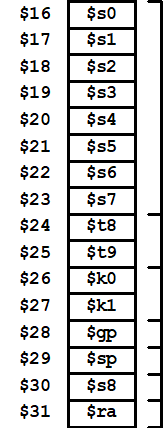 $16 $s0
$17 $s1
$18 $s2
$19 $s3
$20 $s4
$21 $s5
$22 $s6
$23 $s7
$24 $t8
$25 $t9
$26 $k0
$27 $k1
$28 $gp
$29 $sp
$30 $s8
$31 $ra